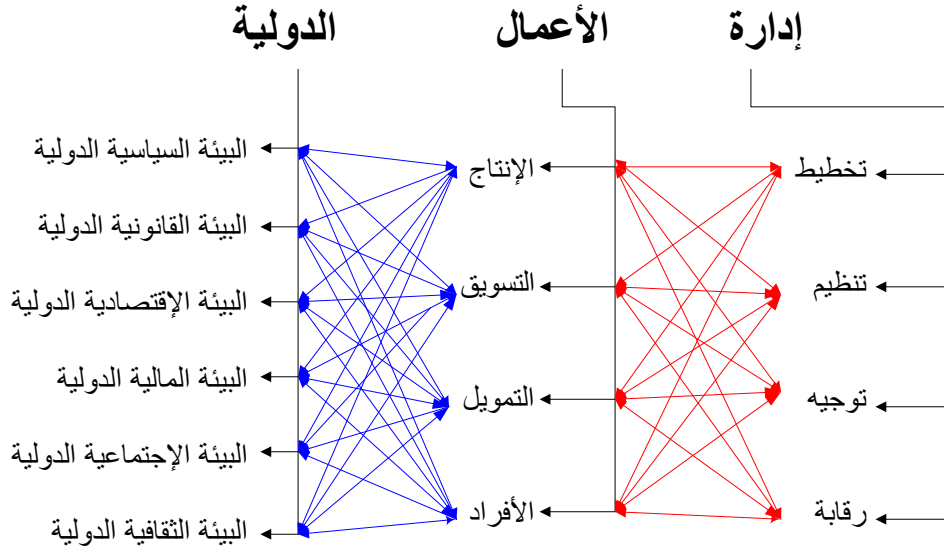 إدارة
الأعمال
الدولية
تخطيط
تنظيم
توجيه
رقابة
الإنتاج
التسويق
التمويل
الأفراد
البيئة السياسية الدولية
البيئة القانونية الدولية
البيئة الإقتصادية الدولية
البيئة المالية الدولية
البيئة الإجتماعية الدولية
البيئة الثقافية الدولية